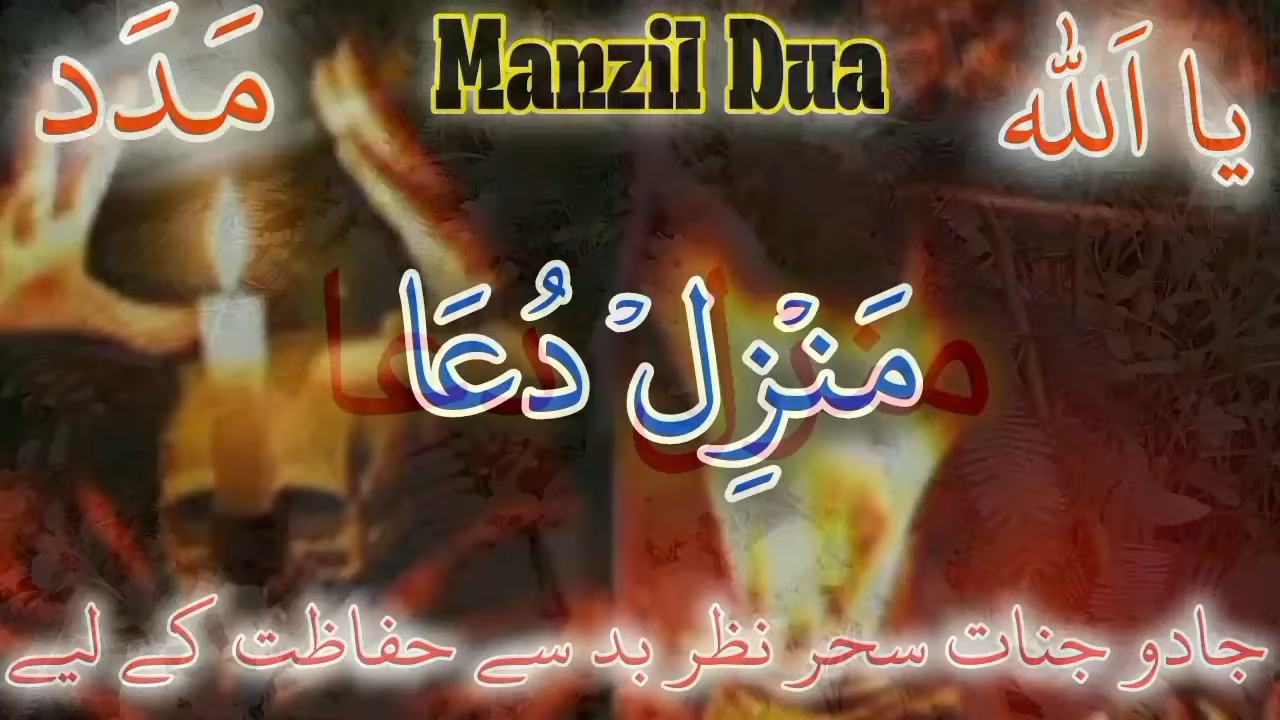 Manzil Dua
یا اَللّٰه
مَدَد
مَنْزِلْ دُعَا
جادو جنات سحر نظر بد سے حفاظت کے لیے